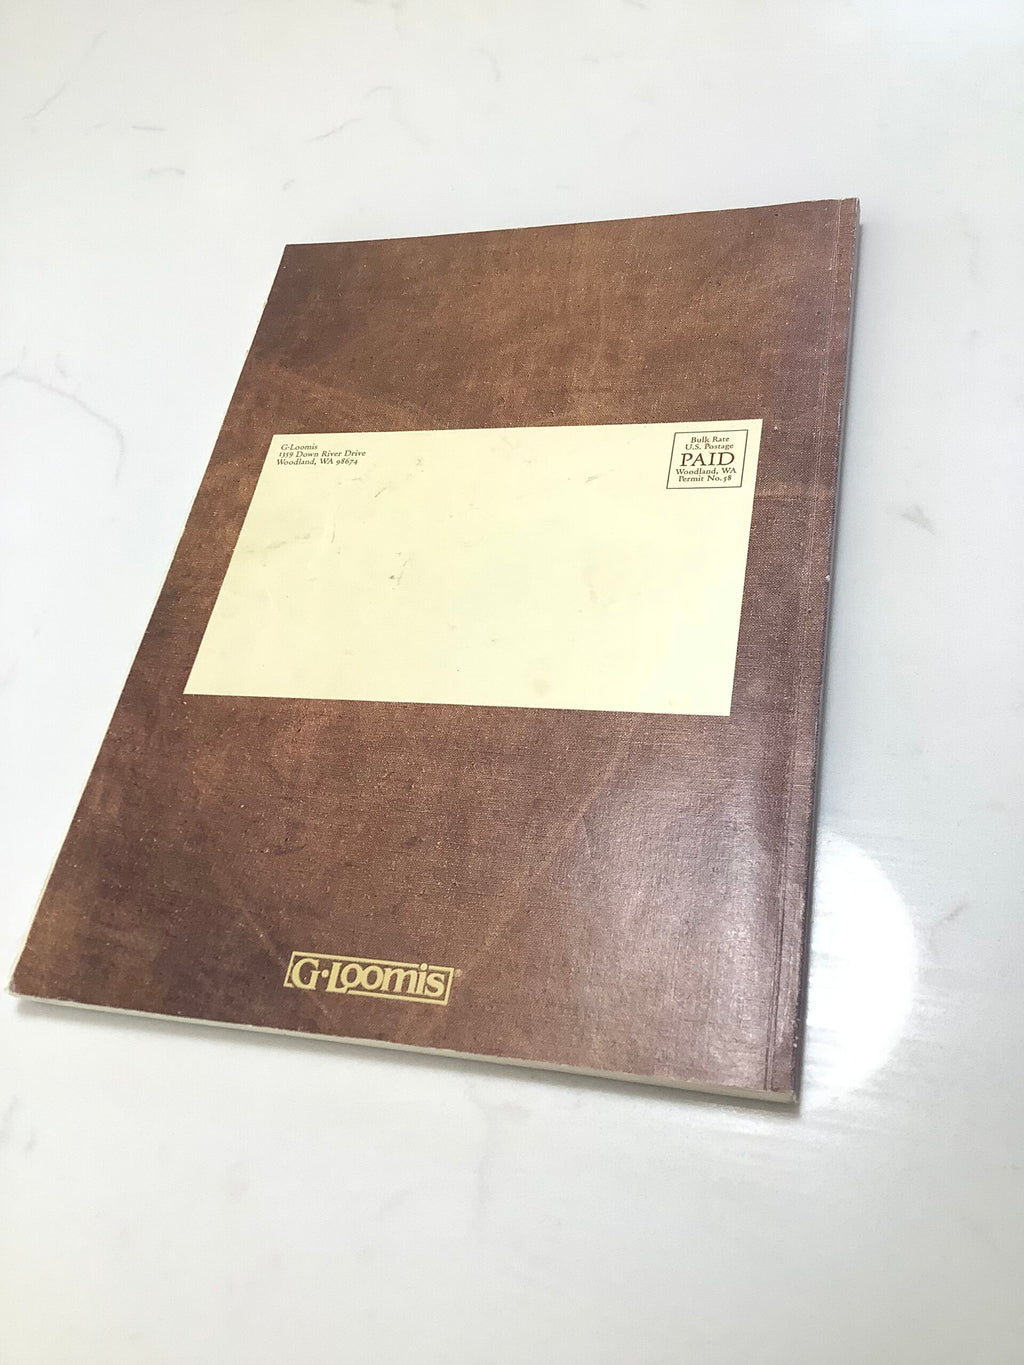 G·Loomis
1359 Down River Drive
Woodland, WA 98674
Bulk Rate
U.S. Postage
PAID
Woodland, WA
Permit No. 58
G·Loomis®